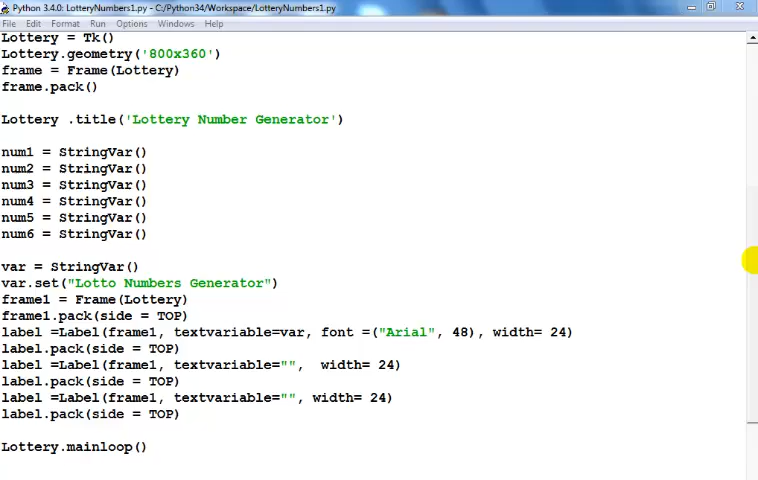 Python 3.4.0: LotteryNumbers1.py - C:/Python34/Workspace/LotteryNumbers1.py
File Edit Format Run Options Windows Help
Lottery = Tk()
Lottery.geometry('800x360')
frame = Frame(Lottery)
frame.pack()
Lottery .title('Lottery Number Generator')
num1 = StringVar()
num2 = StringVar()
num3 = StringVar()
num4 = StringVar()
num5 = StringVar()
num6 = StringVar()
var = StringVar()
var.set("Lotto Numbers Generator")
frame1 = Frame(Lottery)
frame1.pack(side = TOP)
label =Label(frame1, textvariable=var, font =("Arial", 48), width= 24)
label.pack(side = TOP)
label =Label(frame1, textvariable="",  width= 24)
label.pack(side = TOP)
label =Label(frame1, textvariable="", width= 24)
label.pack(side = TOP)
Lottery.mainloop()